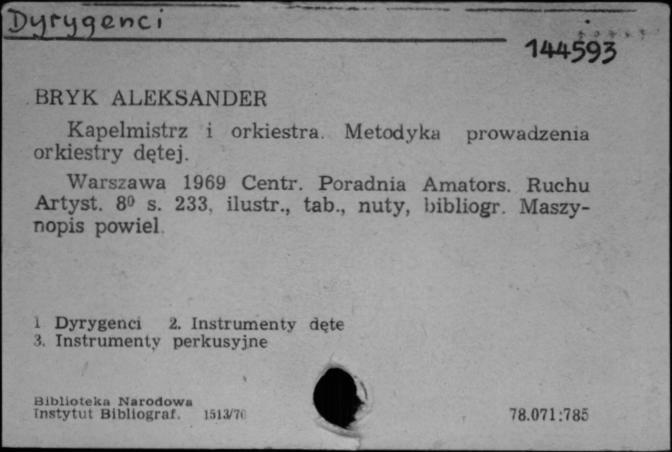 Dyrygenci
144593
BRYK ALEKSANDER
Kapelmistrz i orkiestra. Metodyka prowadzenia
orkiestry dętej.
Warszawa 1969 Centr. Poradnia Amators. Ruchu
Artyst. 8⁰ s. 233, ilustr., tab., nuty, bibliogr. Maszy-
nopis powiel.
1 Dyrygenci 2. Instrumenty dęte
3. Instrumenty perkusyjne
Biblioteka Narodowa
Instytut Bibliograf. 1513/70
78.071:785